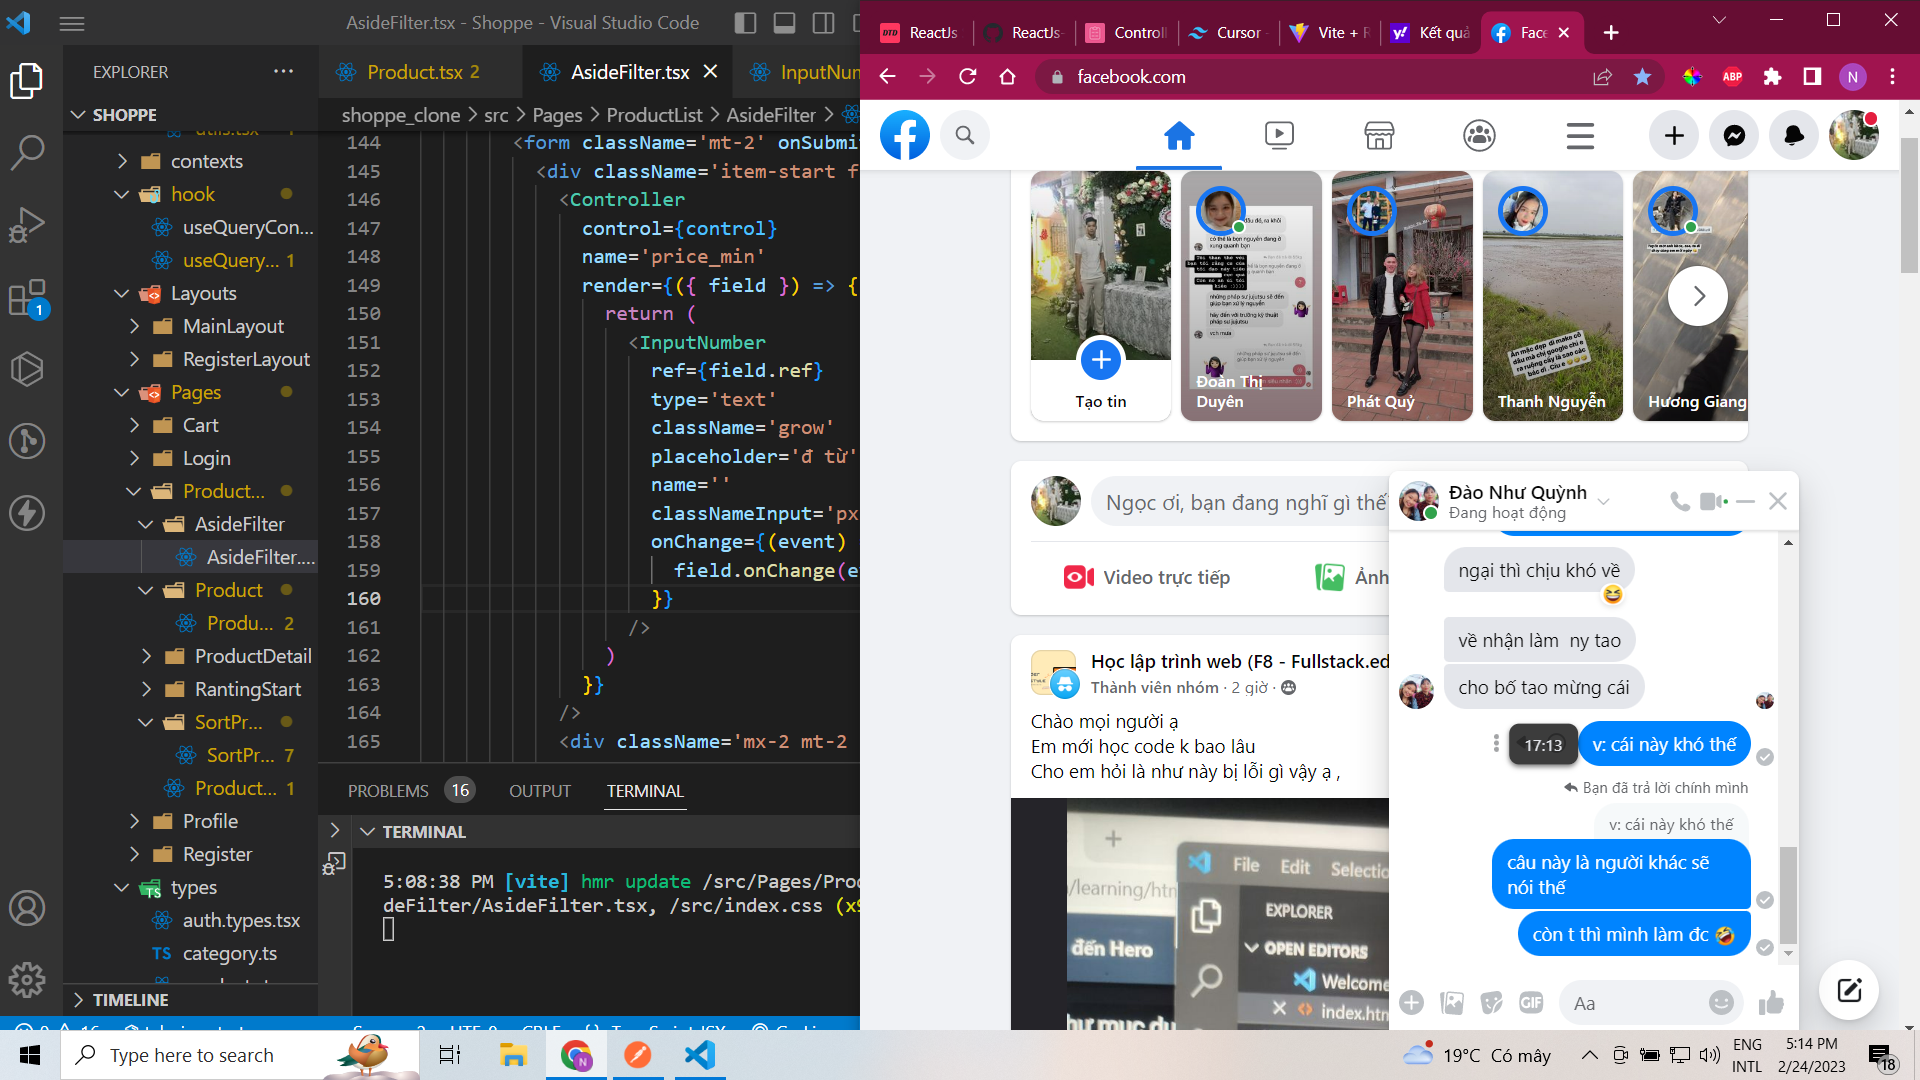 AsideFilter.tsx - Shoppe - Visual Studio Code
EXPLORER
SHOPPE
utils.tsx 1
contexts
hook
useQueryCon...
useQuery... 1
Layouts
MainLayout
RegisterLayout
Pages
Cart
Login
Product...
AsideFilter
AsideFilter....
Product
Produ... 2
ProductDetail
RantingStart
SortPr...
SortPr... 7
Product... 1
Profile
Register
types
auth.types.tsx
TS category.ts
TIMELINE
1
Product.tsx 2
AsideFilter.tsx
InputNum
shoppe_clone > src > Pages > ProductList > AsideFilter >
144 <form className='mt-2' onSubmi
145 <div className='item-start f
146 <Controller
147 control={control}
148 name='price_min'
149 render={({ field }) => {
150 return (
151 <InputNumber
152 ref={field.ref}
153 type='text'
154 className='grow'
155 placeholder='đ từ'
156 name=''
157 classNameInput='px
158 onChange={(event)
159 field.onChange(e
160 }}
161 />
162 )
163 }}
164 />
165 <div className='mx-2 mt-2
PROBLEMS 16 OUTPUT TERMINAL
TERMINAL
5:08:38 PM [vite] hmr update /src/Pages/Prod
deFilter/AsideFilter.tsx, /src/index.css (x9
ReactJs
ReactJs-
Controll
Cursor -
Vite + R
Kết quả
Face
facebook.com
ABP
N
Tạo tin
Đoàn Thị
Duyên
Phát Quỷ
Thanh Nguyễn
Hương Giang
Ngọc ơi, bạn đang nghĩ gì thế
Video trực tiếp
Ảnh
Học lập trình web (F8 - Fullstack.ed
Thành viên nhóm · 2 giờ ·
Chào mọi người ạ
Em mới học code k bao lâu
Cho em hỏi là như này bị lỗi gì vậy ạ ,
File Edit Selectio
/learning/htm
EXPLORER
OPEN EDITORS
đến Hero
Welcome
index.htm
Đào Như Quỳnh
Đang hoạt động
ngại thì chịu khó về
về nhận làm ny tao
cho bố tao mừng cái
17:13
v: cái này khó thế
Bạn đã trả lời chính mình
v: cái này khó thế
câu này là người khác sẽ
nói thế
còn t thì mình làm đc 🤣
GIF
Aa
Type here to search
19°C Có mây
ENG
INTL
5:14 PM
2/24/2023
18